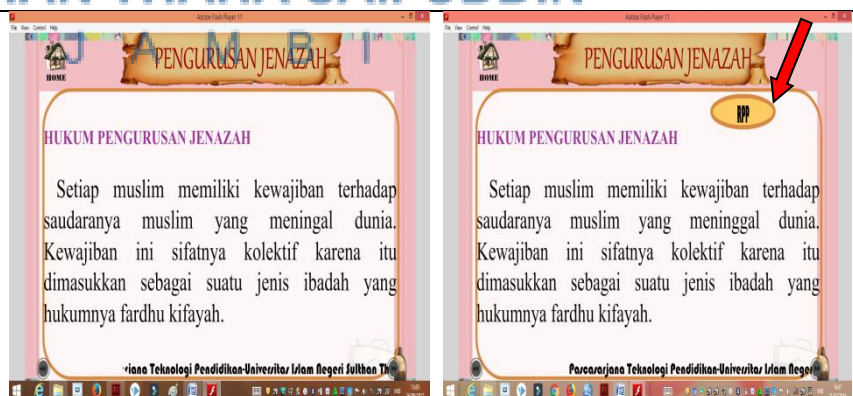 J A M B I
Adobe Flash Player 11
File View Control Help
HOME
PENGURUSAN JENAZAH
HUKUM PENGURUSAN JENAZAH
Setiap muslim memiliki kewajiban terhadap
saudaranya muslim yang meningal dunia.
Kewajiban ini sifatnya kolektif karena itu
dimasukkan sebagai suatu jenis ibadah yang
hukumnya fardhu kifayah.
Teknologi Pendidikan-Universitas Islam Negeri Sulthan
Adobe Flash Player 11
File View Control Help
HOME
PENGURUSAN JENAZAH
RPP
HUKUM PENGURUSAN JENAZAH
Setiap muslim memiliki kewajiban terhadap
saudaranya muslim yang meninggal dunia.
Kewajiban ini sifatnya kolektif karena itu
dimasukkan sebagai suatu jenis ibadah yang
hukumnya fardhu kifayah.
Pascasarjana Teknologi Pendidikan-Universitas Islam Neger